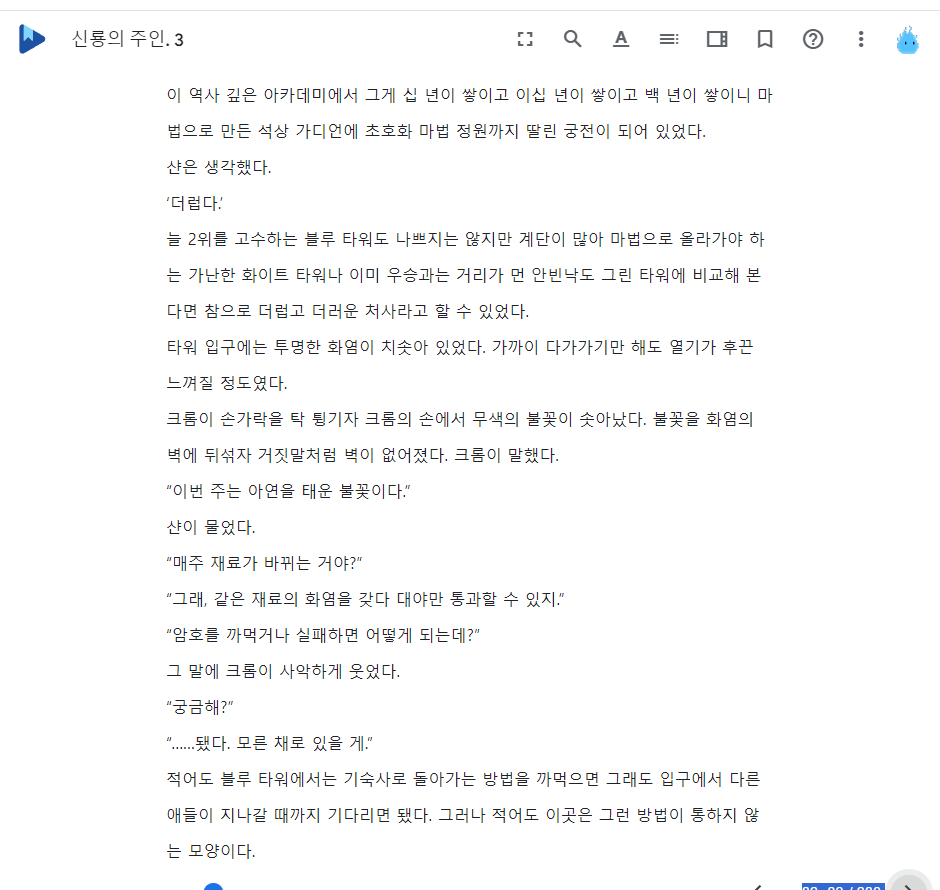 신룡의 주인. 3
이 역사 깊은 아카데미에서 그게 십 년이 쌓이고 이십 년이 쌓이고 백 년이 쌓이니 마
법으로 만든 석상 가디언에 초호화 마법 정원까지 딸린 궁전이 되어 있었다.
샨은 생각했다.
‘더럽다.’
늘 2위를 고수하는 블루 타워도 나쁘지는 않지만 계단이 많아 마법으로 올라가야 하
는 가난한 화이트 타워나 이미 우승과는 거리가 먼 안빈낙도 그린 타워에 비교해 본
다면 참으로 더럽고 더러운 처사라고 할 수 있었다.
타워 입구에는 투명한 화염이 치솟아 있었다. 가까이 다가가기만 해도 열기가 후끈
느껴질 정도였다.
크롬이 손가락을 탁 튕기자 크롬의 손에서 무색의 불꽃이 솟아났다. 불꽃을 화염의
벽에 뒤섞자 거짓말처럼 벽이 없어졌다. 크롬이 말했다.
“이번 주는 아연을 태운 불꽃이다.”
샨이 물었다.
“매주 재료가 바뀌는 거야?”
“그래, 같은 재료의 화염을 갖다 대야만 통과할 수 있지.”
“암호를 까먹거나 실패하면 어떻게 되는데?”
그 말에 크롬이 사악하게 웃었다.
“궁금해?”
“……됐다. 모른 채로 있을 게.”
적어도 블루 타워에서는 기숙사로 돌아가는 방법을 까먹으면 그래도 입구에서 다른
애들이 지나갈 때까지 기다리면 됐다. 그러나 적어도 이곳은 그런 방법이 통하지 않
는 모양이다.